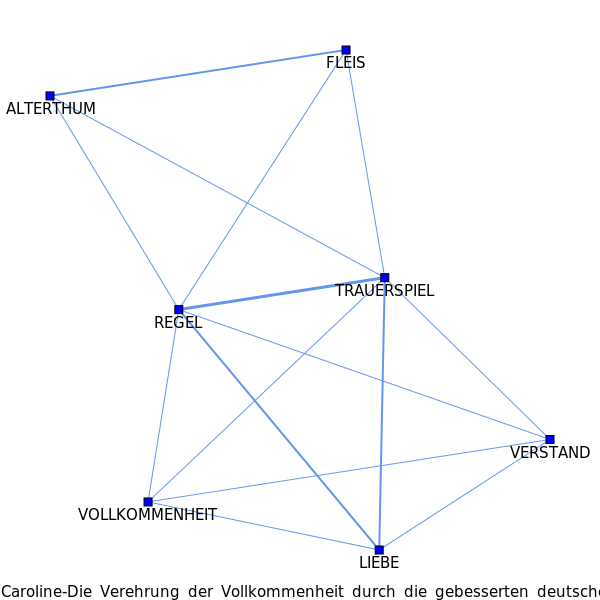 FLEIS
ALTERTHUM
TRAUERSPIEL
REGEL
VERSTAND
VOLLKOMMENHEIT
LIEBE
Caroline-Die Verehrung der Vollkommenheit durch die gebesserten deutsche